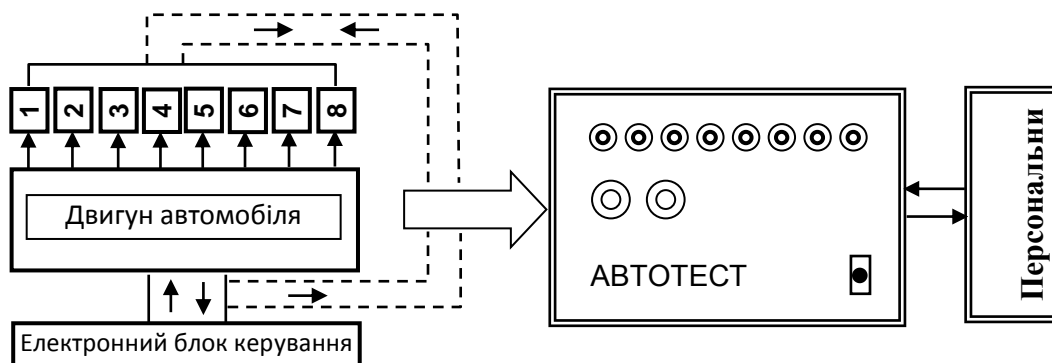 1 2 3 4 5 6 7 8
Двигун автомобіля
Електронний блок керування
АВТОТЕСТ
Персональни